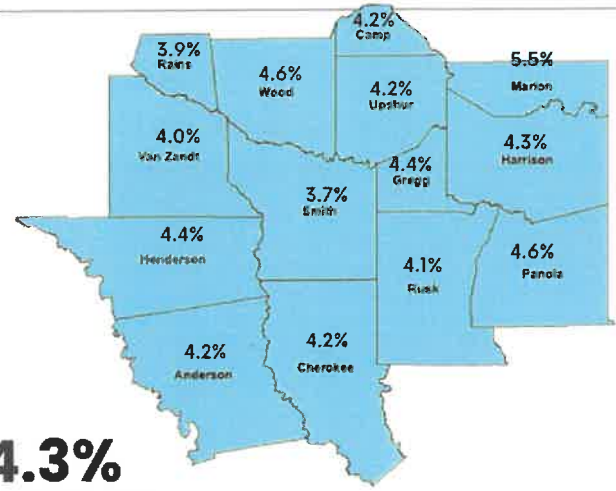 4.2%
Camp
3.9%
Rains
4.6%
Wood
4.2%
Upshur
5.5%
Marion
4.0%
Van Zandt
3.7%
Smith
4.4%
Gregg
4.3%
Harrison
4.4%
Henderson
4.1%
Rusk
4.6%
Panola
4.2%
Anderson
4.2%
Cherokee
4.3%